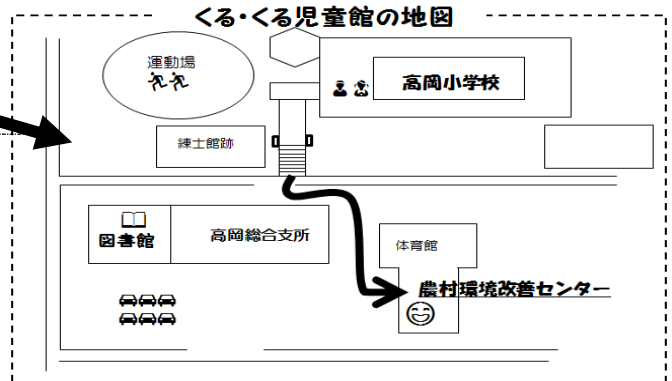 くる・くる児童館の地図
運動場
高岡小学校
練士館跡
図書館
高岡総合支所
体育館
農村環境改善センター